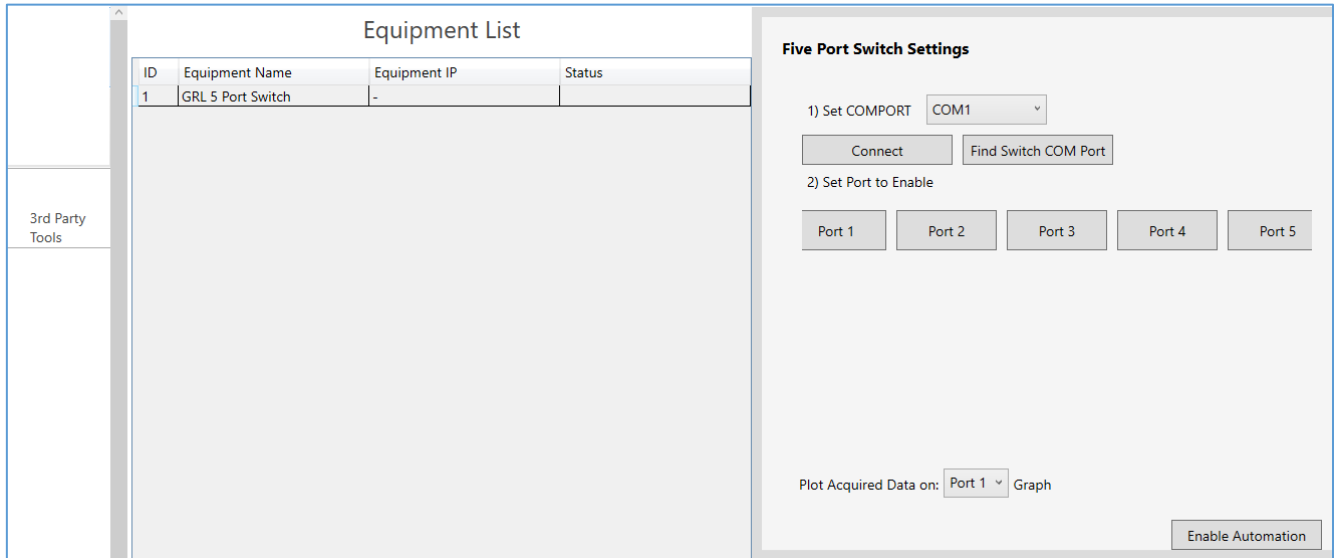 3rd Party
Tools
Equipment List
ID Equipment Name Equipment IP Status
1 GRL 5 Port Switch -
Five Port Switch Settings
1) Set COMPORT COM1
Connect Find Switch COM Port
2) Set Port to Enable
Port 1 Port 2 Port 3 Port 4 Port 5
Plot Acquired Data on: Port 1 Graph
Enable Automation